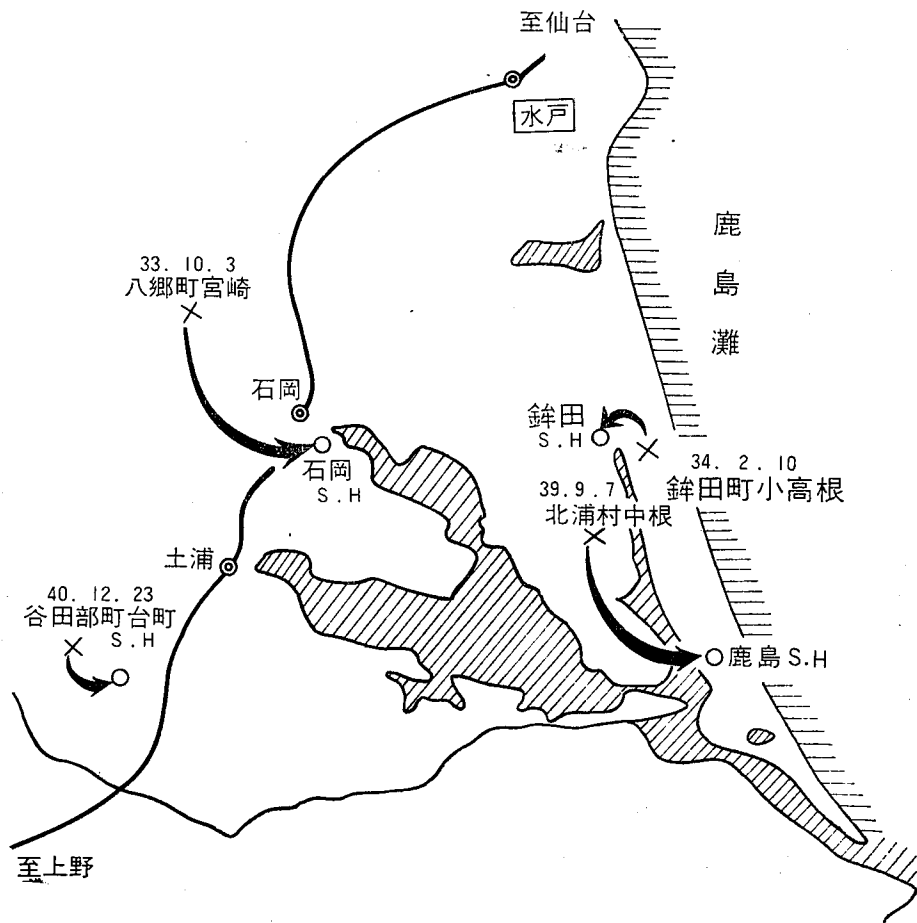 至仙台
水戸
鹿島灘
33.10.3
八郷町宮崎
石岡
石岡
S.H
鉾田
S.H
34.2.10
鉾田町小高根
39.9.7
北浦村中根
土浦
40.12.23
谷田部町台町
S.H
鹿島S.H
至上野